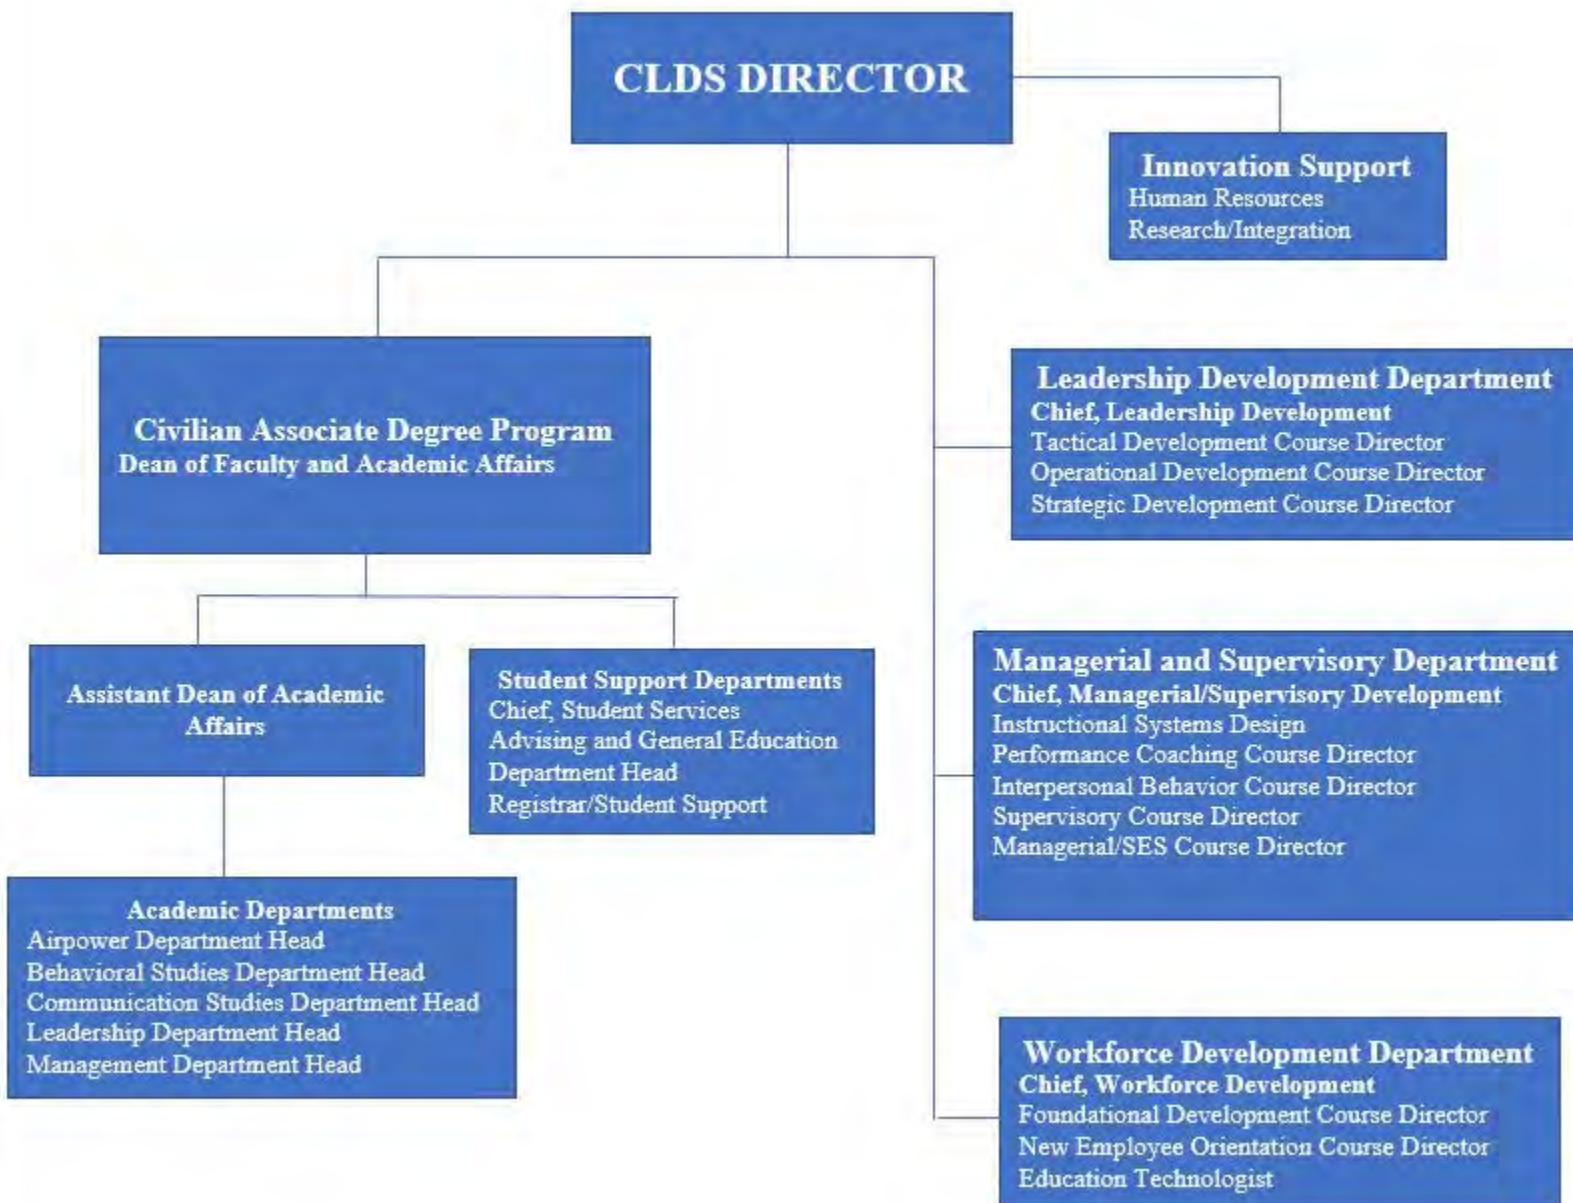 CLDS DIRECTOR
Innovation Support
Human Resources
Research/Integration
Civilian Associate Degree Program
Dean of Faculty and Academic Affairs
Leadership Development Department
Chief, Leadership Development
Tactical Development Course Director
Operational Development Course Director
Strategic Development Course Director
Assistant Dean of Academic
Affairs
Student Support Departments
Chief, Student Services
Advising and General Education
Department Head
Registrar/Student Support
Managerial and Supervisory Department
Chief, Managerial/Supervisory Development
Instructional Systems Design
Performance Coaching Course Director
Interpersonal Behavior Course Director
Supervisory Course Director
Managerial/SES Course Director
Academic Departments
Airpower Department Head
Behavioral Studies Department Head
Communication Studies Department Head
Leadership Department Head
Management Department Head
Workforce Development Department
Chief, Workforce Development
Foundational Development Course Director
New Employee Orientation Course Director
Education Technologist